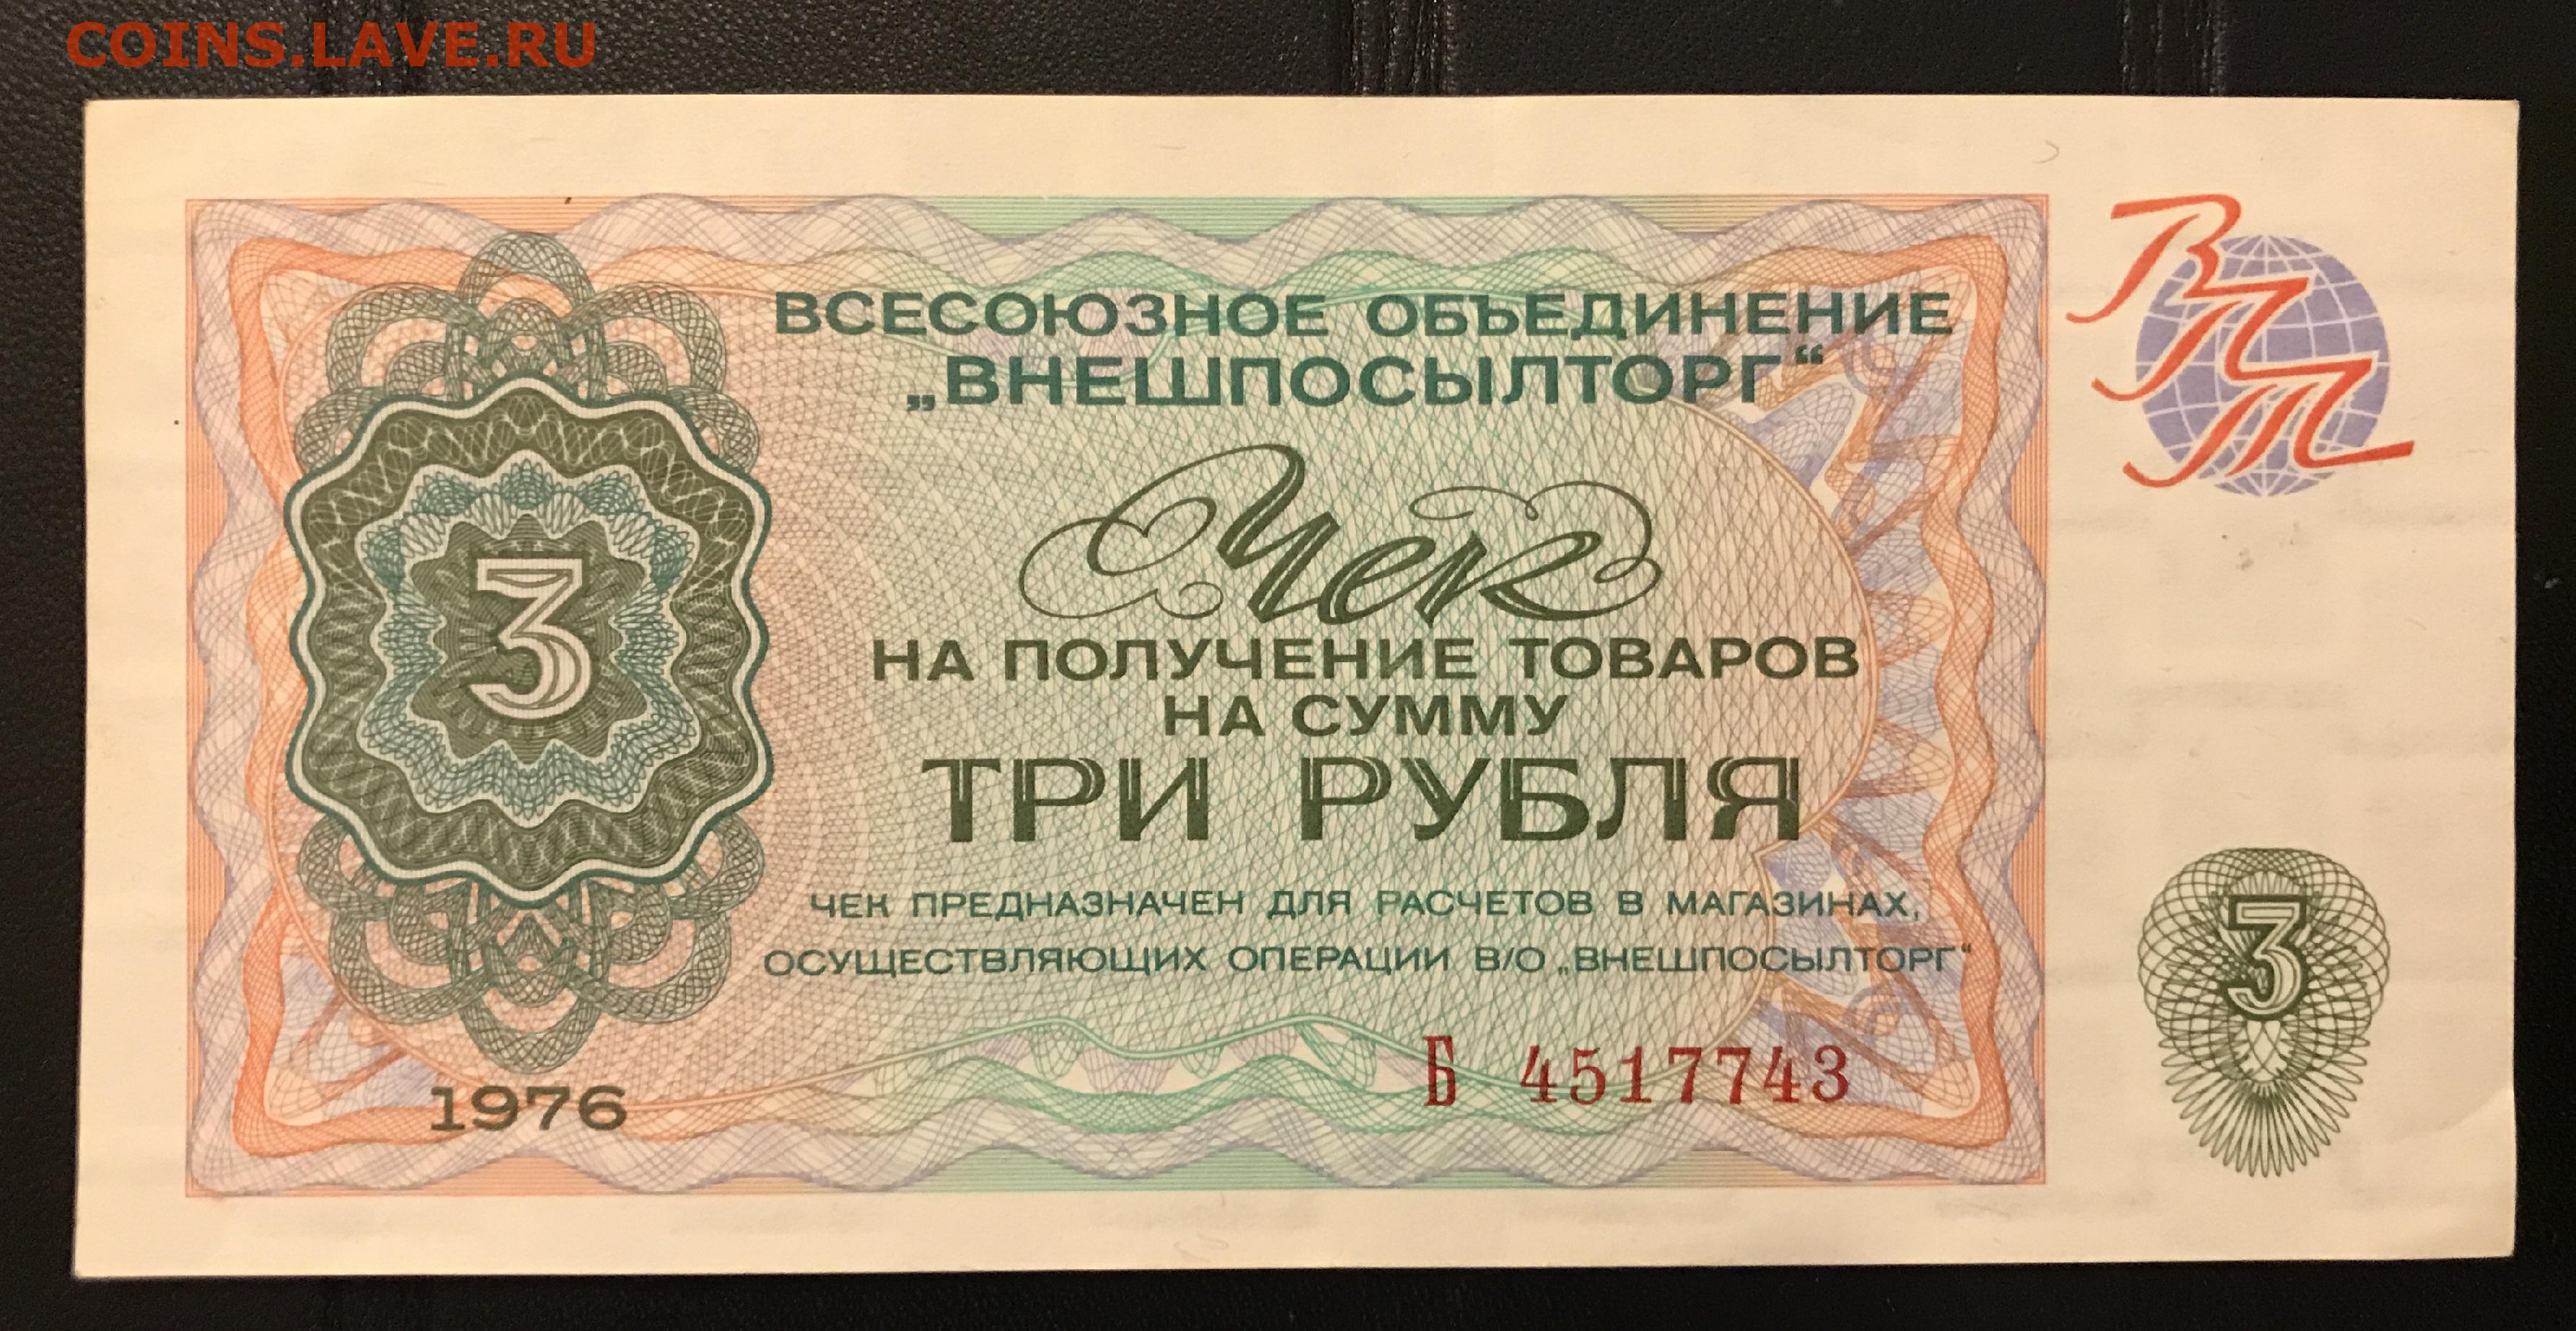 COINS.LAVE.RU
ВСЕСОЮЗНОЕ ОБЪЕДИНЕНИЕ
„ВНЕШПОСЫЛТОРГ“
ВПТ
Чек
3
НА ПОЛУЧЕНИЕ ТОВАРОВ
НА СУММУ
ТРИ РУБЛЯ
ЧЕК ПРЕДНАЗНАЧЕН ДЛЯ РАСЧЕТОВ В МАГАЗИНАХ,
ОСУЩЕСТВЛЯЮЩИХ ОПЕРАЦИИ В/О „ВНЕШПОСЫЛТОРГ“
3
Б 4517743
1976